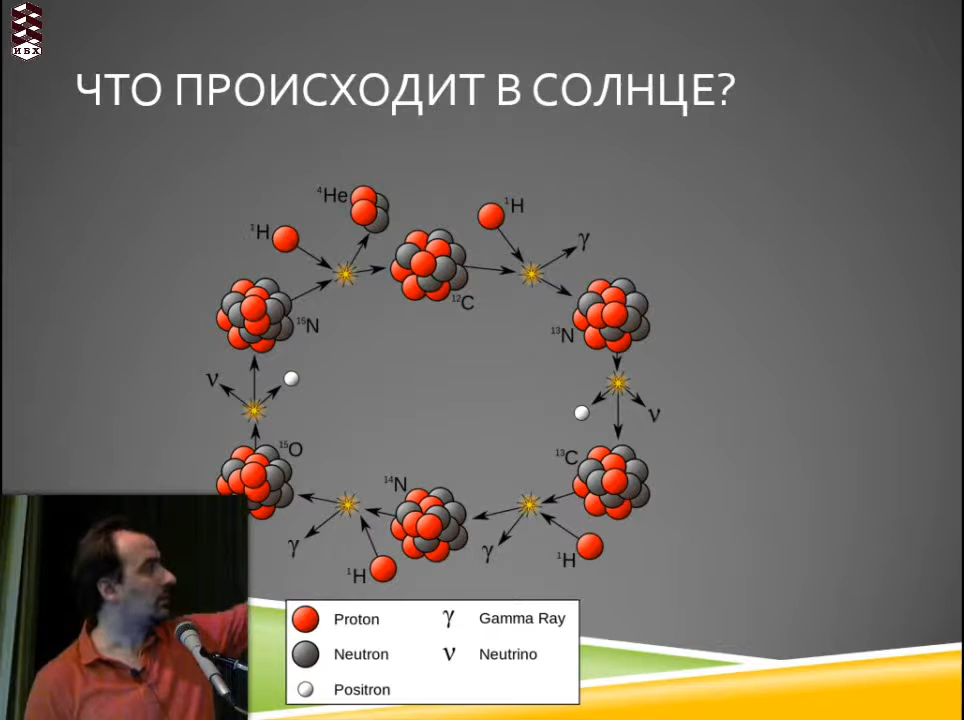 ИБХ
ЧТО ПРОИСХОДИТ В СОЛНЦЕ?
⁴He
¹H
¹H
γ
¹²C
¹⁵N
¹³N
ν
ν
¹⁵O
¹³C
¹⁴N
γ
γ
¹H
¹H
Proton γ Gamma Ray
Neutron ν Neutrino
Positron